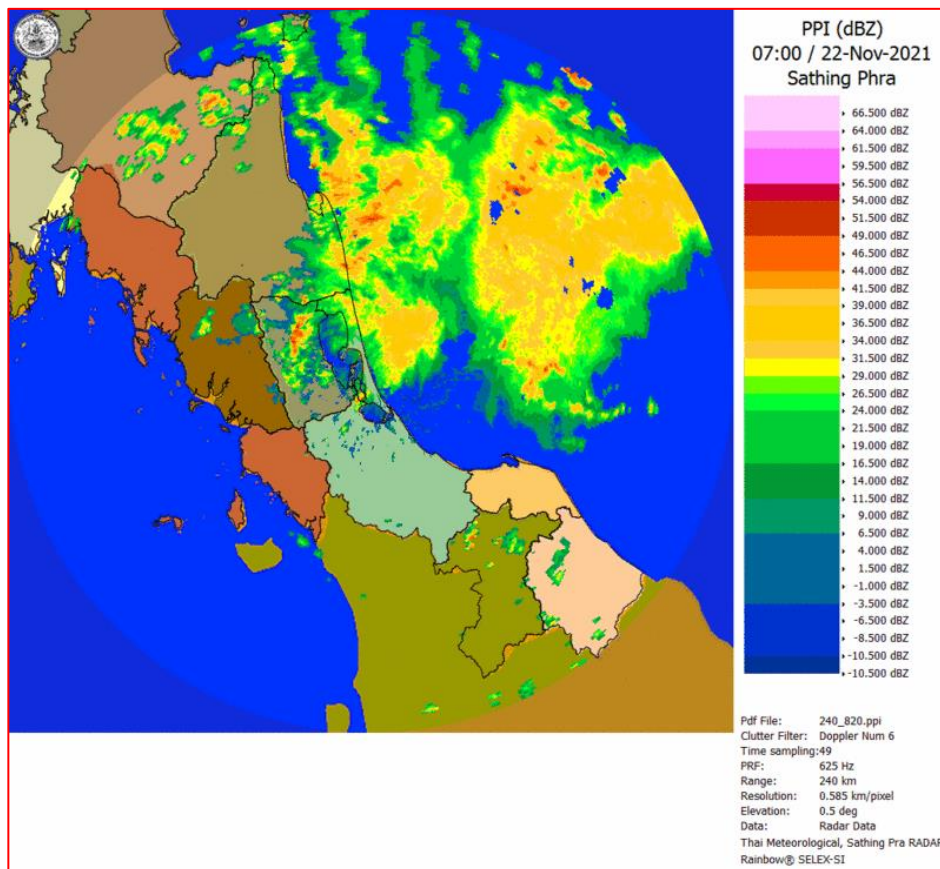 PPI (dBZ)
07:00 / 22-Nov-2021
Sathing Phra
66.500 dBZ
64.000 dBZ
61.500 dBZ
59.500 dBZ
56.500 dBZ
54.000 dBZ
51.500 dBZ
49.000 dBZ
46.500 dBZ
44.000 dBZ
41.500 dBZ
39.000 dBZ
36.500 dBZ
34.000 dBZ
31.500 dBZ
29.000 dBZ
26.500 dBZ
24.000 dBZ
21.500 dBZ
19.000 dBZ
16.500 dBZ
14.000 dBZ
11.500 dBZ
9.000 dBZ
6.500 dBZ
4.000 dBZ
1.500 dBZ
-1.000 dBZ
-3.500 dBZ
-6.500 dBZ
-8.500 dBZ
-10.500 dBZ
-10.500 dBZ
Pdf File: 240_820.ppi
Clutter Filter: Doppler Num 6
Time sampling:49
PRF: 625 Hz
Range: 240 km
Resolution: 0.585 km/pixel
Elevation: 0.5 deg
Data: Radar Data
Thai Meteorological, Sathing Pra RADAR
Rainbow® SELEX-SI